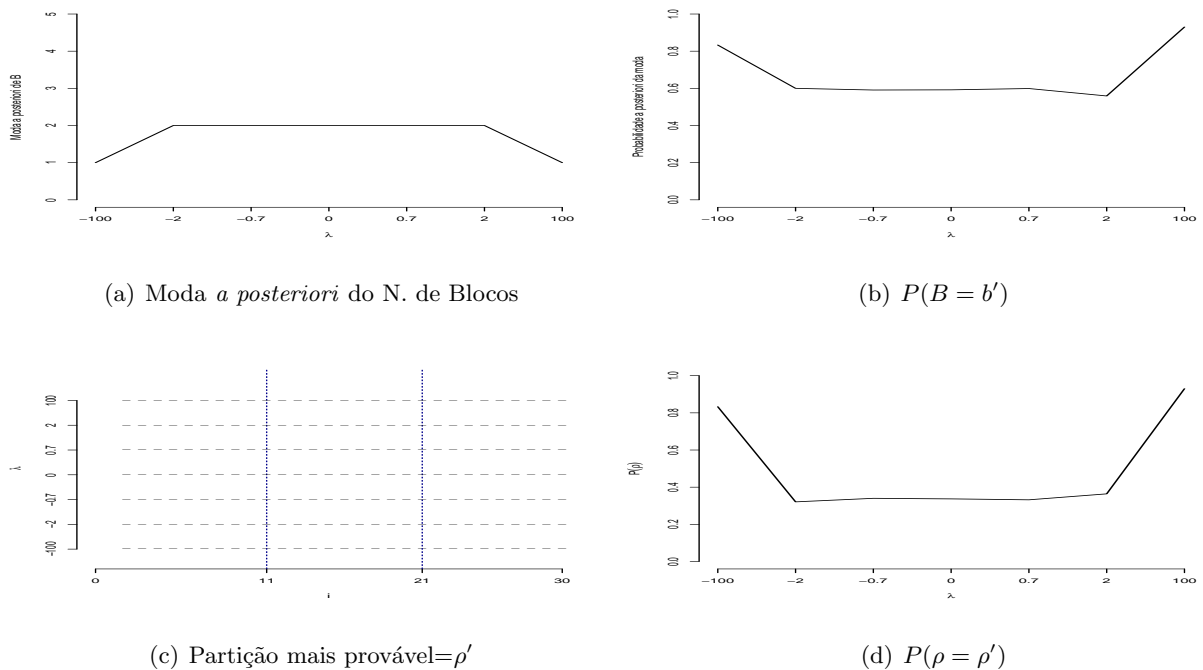 Moda a posteriori de B
5
4
3
2
1
0
−100 −2 −0.7 0 0.7 2 100
λ
(a) Moda a posteriori do N. de Blocos
Probabilidade a posteriori da moda
1.0
0.8
0.6
0.4
0.2
0.0
−100 −2 −0.7 0 0.7 2 100
λ
(b) P(B = b′)
λ
100
2
0.7
0
−0.7
−2
−100
0 11 21 30
i
(c) Partição mais provável=ρ′
P(ρ)
1.0
0.8
0.6
0.4
0.2
0.0
−100 −2 −0.7 0 0.7 2 100
λ
(d) P(ρ = ρ′)